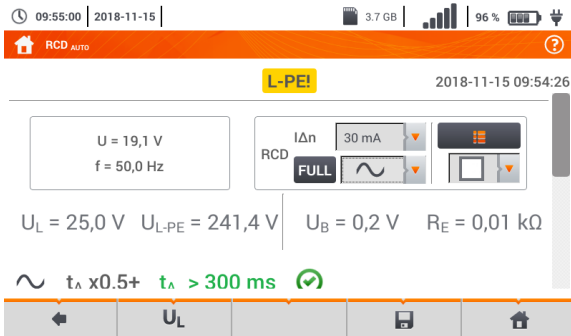 09:55:00 2018-11-15 3.7 GB 96 %
RCD AUTO ?
L-PE! 2018-11-15 09:54:26
U = 19,1 V
f = 50,0 Hz
RCD
IΔn 30 mA
FULL
UL = 25,0 V UL-PE = 241,4 V UB = 0,2 V RE = 0,01 kΩ
tA x0.5+ tA > 300 ms
UL